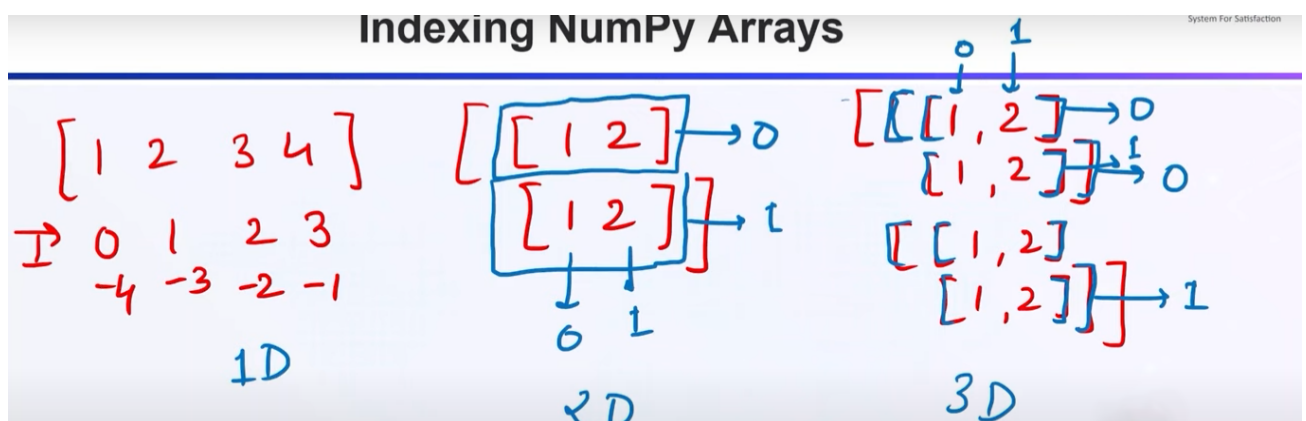 Indexing NumPy Arrays
System For Satisfaction
[ 1 2 3 4 ]
I→ 0 1 2 3
-4 -3 -2 -1
1D
[ [ 1 2 ] → 0
[ 1 2 ] ] → 1
0 1
2D
0 1
[ [ [ 1 , 2 ] → 0
[ 1 , 2 ] ] → 1 → 0
[ [ 1 , 2 ]
[ 1 , 2 ] ] ] → 1
3D